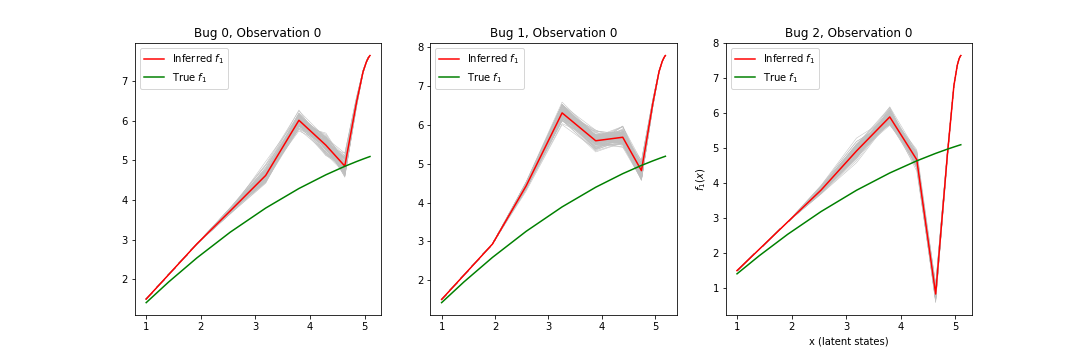 Bug 0, Observation 0
Inferred f₁
True f₁
7
6
5
4
3
2
1 2 3 4 5
Bug 1, Observation 0
Inferred f₁
True f₁
8
7
6
5
4
3
2
1 2 3 4 5
Bug 2, Observation 0
Inferred f₁
True f₁
f₁(x)
8
7
6
5
4
3
2
1
1 2 3 4 5
x (latent states)